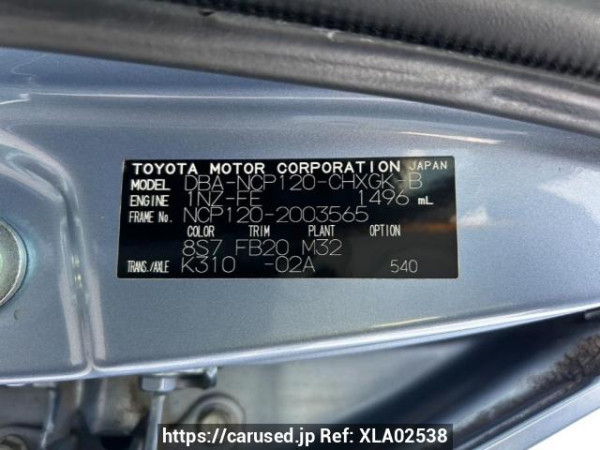 TOYOTA MOTOR CORPORATION JAPAN
MODEL DBA-NCP120-CHXGK-B
ENGINE 1NZ-FE 1496 mL
FRAME No. NCP120-2003565
COLOR TRIM PLANT OPTION
8S7 FB20 M32
TRANS./AXLE K310 -02A 540
https://carused.jp Ref: XLA02538